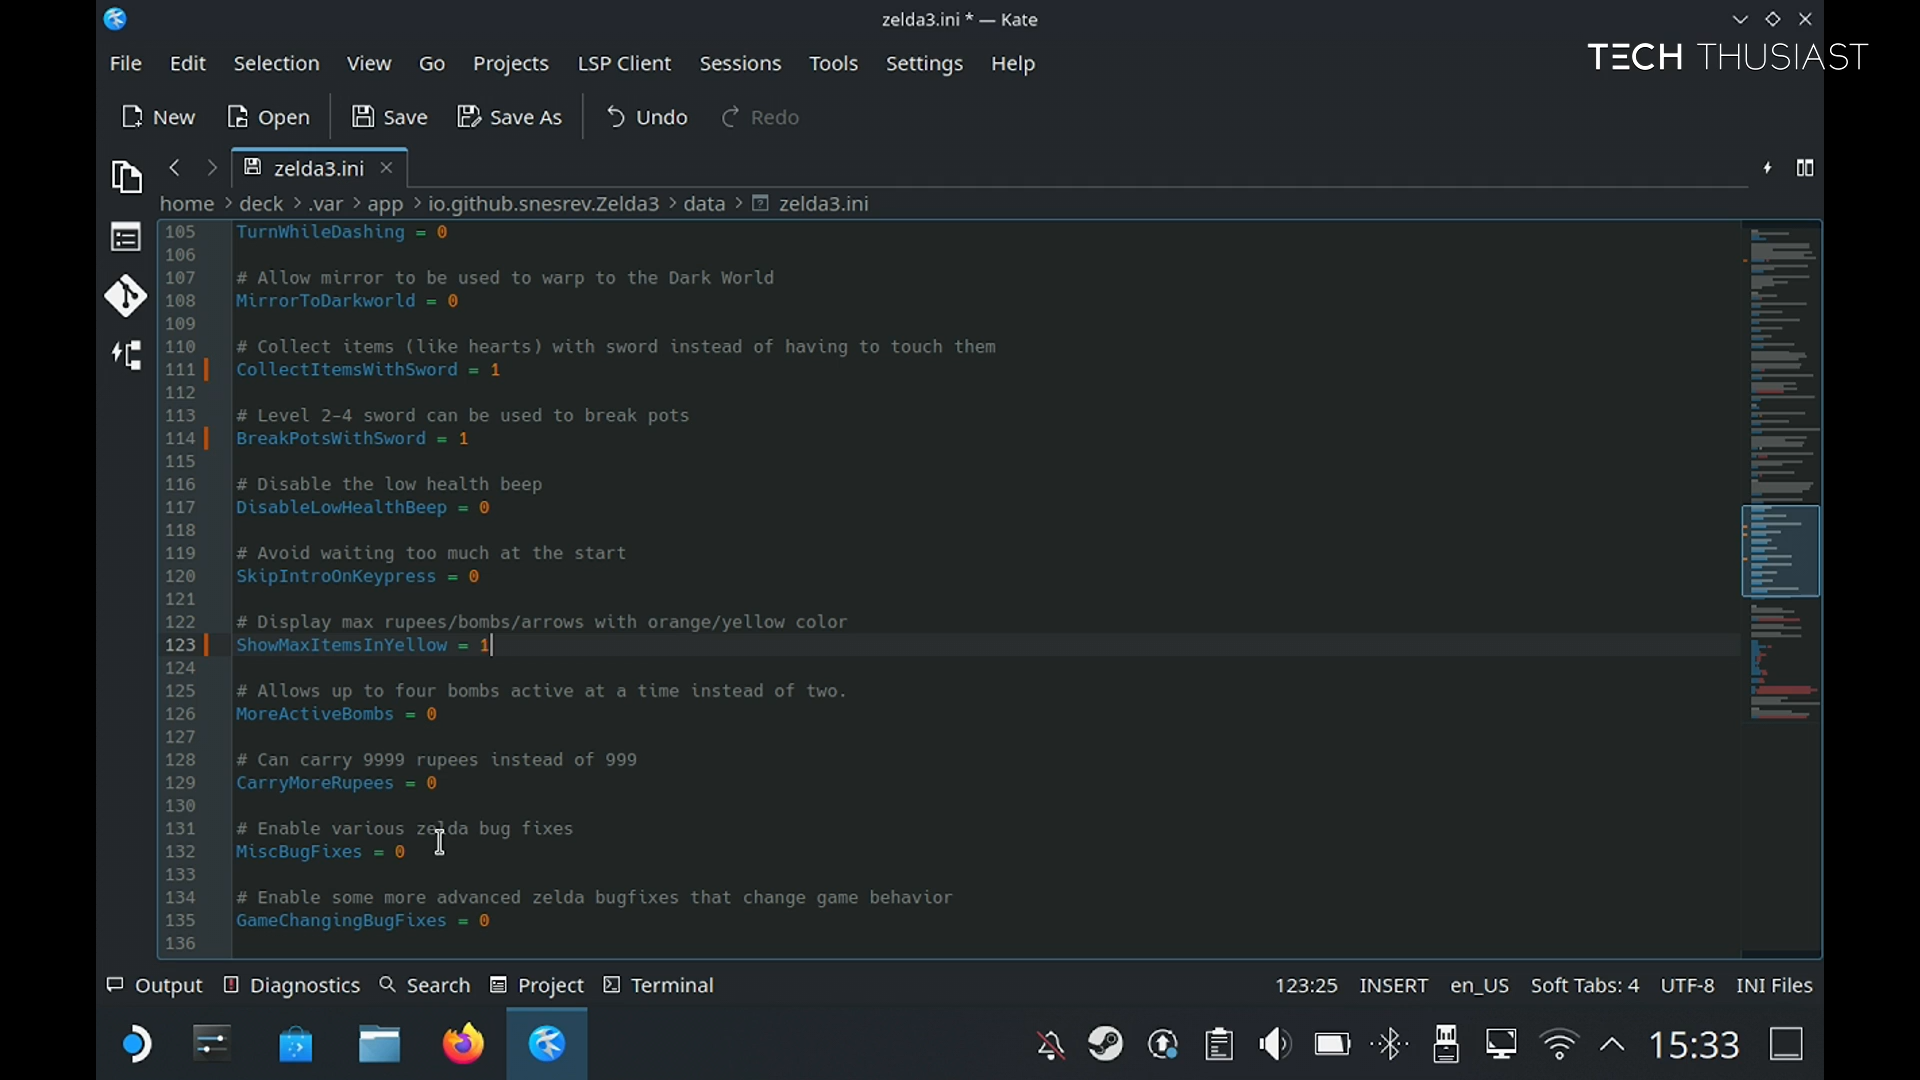 zelda3.ini * — Kate
TECH THUSIAST
File Edit Selection View Go Projects LSP Client Sessions Tools Settings Help
New Open Save Save As Undo Redo
zelda3.ini
home > deck > .var > app > io.github.snesrev.Zelda3 > data > zelda3.ini
105 TurnWhileDashing = 0
106
107 # Allow mirror to be used to warp to the Dark World
108 MirrorToDarkworld = 0
109
110 # Collect items (like hearts) with sword instead of having to touch them
111 CollectItemsWithSword = 1
112
113 # Level 2-4 sword can be used to break pots
114 BreakPotsWithSword = 1
115
116 # Disable the low health beep
117 DisableLowHealthBeep = 0
118
119 # Avoid waiting too much at the start
120 SkipIntroOnKeypress = 0
121
122 # Display max rupees/bombs/arrows with orange/yellow color
123 ShowMaxItemsInYellow = 1
124
125 # Allows up to four bombs active at a time instead of two.
126 MoreActiveBombs = 0
127
128 # Can carry 9999 rupees instead of 999
129 CarryMoreRupees = 0
130
131 # Enable various zelda bug fixes
132 MiscBugFixes = 0
133
134 # Enable some more advanced zelda bugfixes that change game behavior
135 GameChangingBugFixes = 0
136
Output Diagnostics Search Project Terminal 123:25 INSERT en_US Soft Tabs: 4 UTF-8 INI Files
15:33